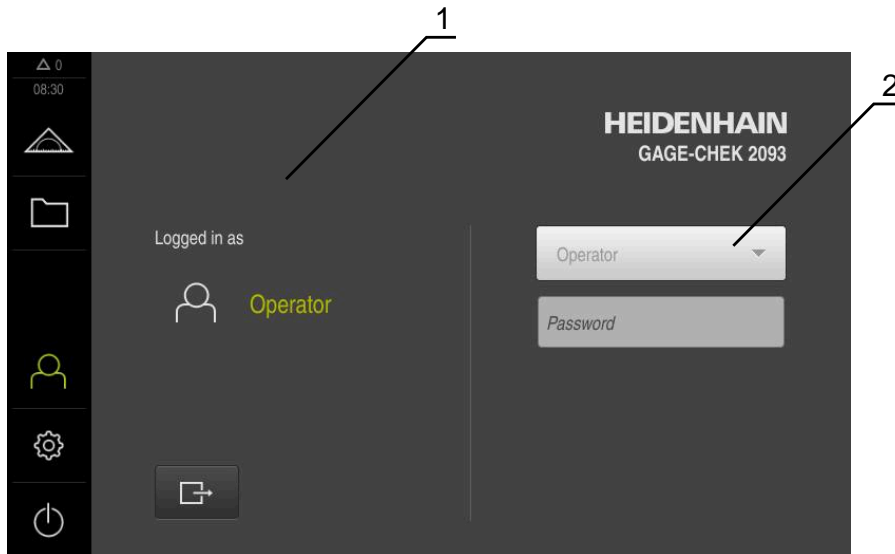 1
2
0
08:30
HEIDENHAIN
GAGE-CHEK 2093
Logged in as
Operator
Operator
Password